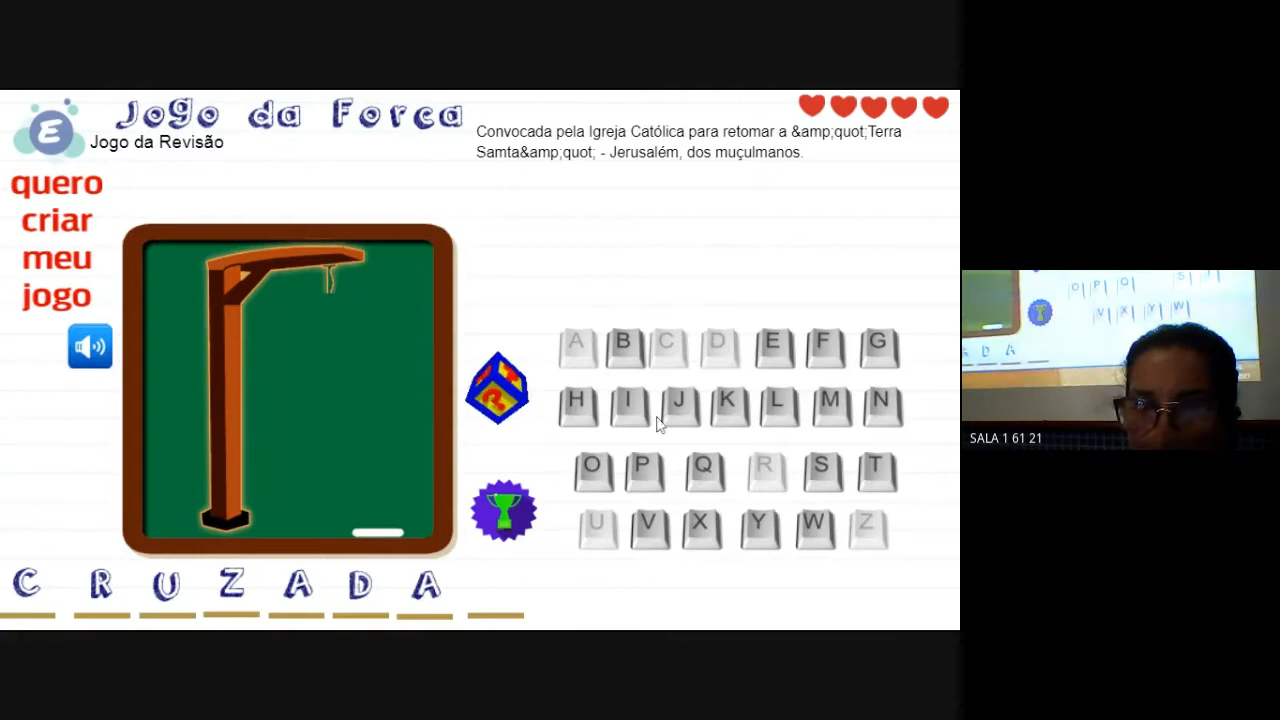 Jogo da Forca
E
Jogo da Revisão
Convocada pela Igreja Católica para retomar a &amp;quot;Terra
Samta&amp;quot; - Jerusalém, dos muçulmanos.
quero
criar
meu
jogo
A B C D E F G
H I J K L M N
O P Q R S T
U V X Y W Z
C R U Z A D A
O P Q
S
V X Y W
D A
SALA 1 61 21